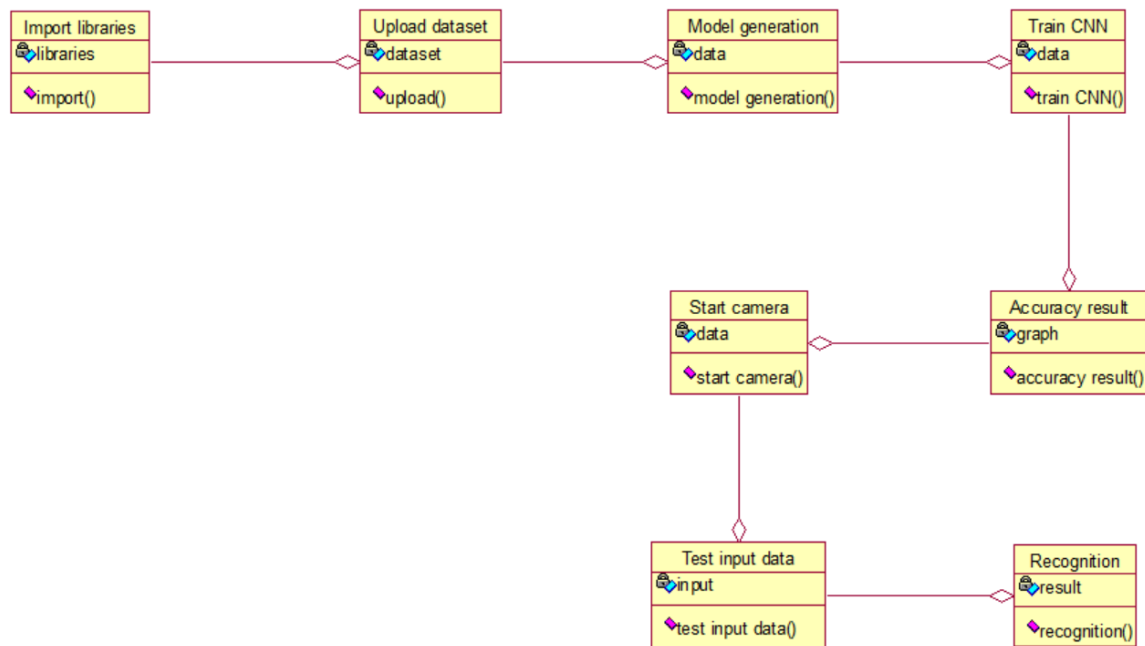 Import libraries
libraries
import()
Upload dataset
dataset
upload()
Model generation
data
model generation()
Train CNN
data
train CNN()
Start camera
data
start camera()
Accuracy result
graph
accuracy result()
Test input data
input
test input data()
Recognition
result
recognition()